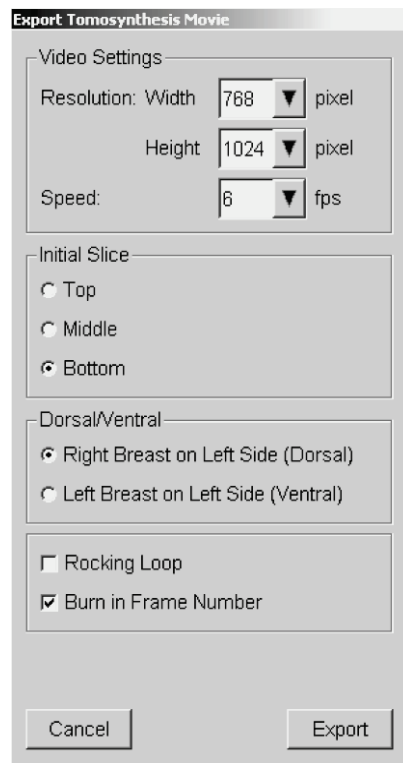 Export Tomosynthesis Movie
Video Settings
Resolution: Width 768 pixel
Height 1024 pixel
Speed: 6 fps
Initial Slice
Top
Middle
Bottom
Dorsal/Ventral
Right Breast on Left Side (Dorsal)
Left Breast on Left Side (Ventral)
Rocking Loop
Burn in Frame Number
Cancel Export